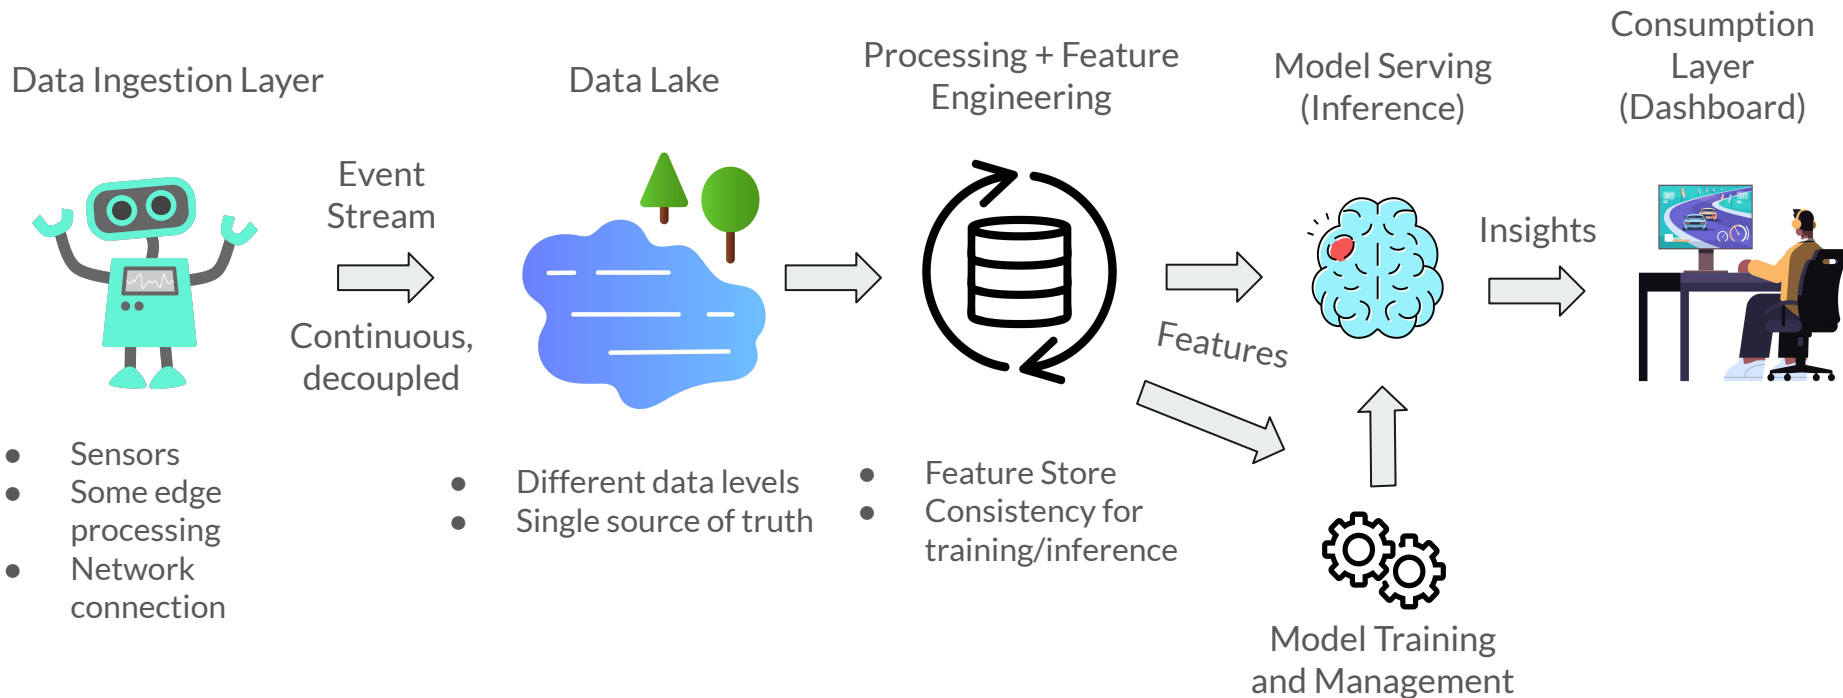 Data Ingestion Layer
Event
Stream
Continuous,
decoupled
● Sensors
● Some edge
processing
● Network
connection
Data Lake
● Different data levels
● Single source of truth
Processing + Feature
Engineering
● Feature Store
● Consistency for
training/inference
Features
Model Serving
(Inference)
Model Training
and Management
Insights
Consumption
Layer
(Dashboard)